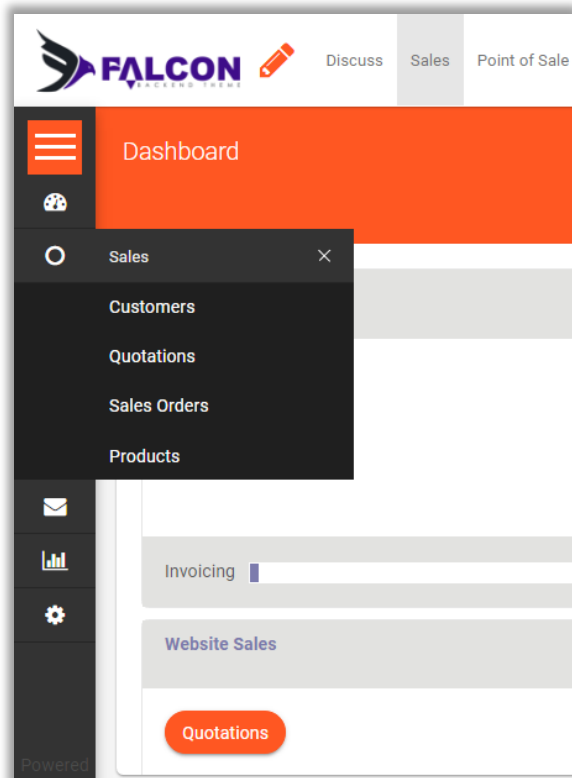 FALCON
BACKEND THEME
Discuss Sales Point of Sale
Dashboard
Sales
Customers
Quotations
Sales Orders
Products
Invoicing
Website Sales
Quotations
Powered